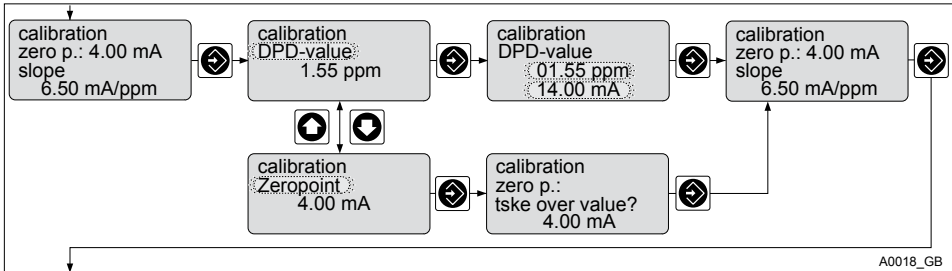 calibration
zero p.: 4.00 mA
slope
6.50 mA/ppm
calibration
DPD-value
1.55 ppm
calibration
DPD-value
01.55 ppm
14.00 mA
calibration
zero p.: 4.00 mA
slope
6.50 mA/ppm
calibration
Zeropoint
4.00 mA
calibration
zero p.:
tske over value?
4.00 mA
A0018_GB